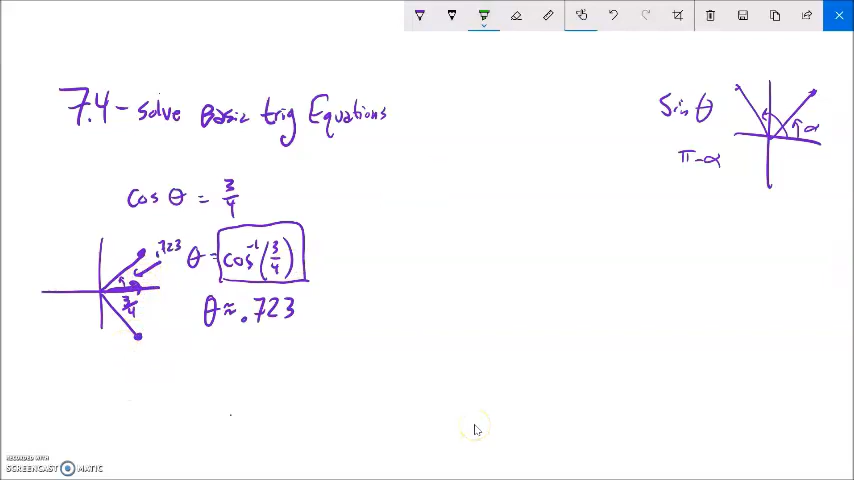 7.4 - Solve Basic trig Equations
Sin θ
α
π-α
cos θ = 3/4
.723
θ = cos⁻¹(3/4)
3/4
θ ≈ .723
RECORDED WITH
SCREENCAST MATIC